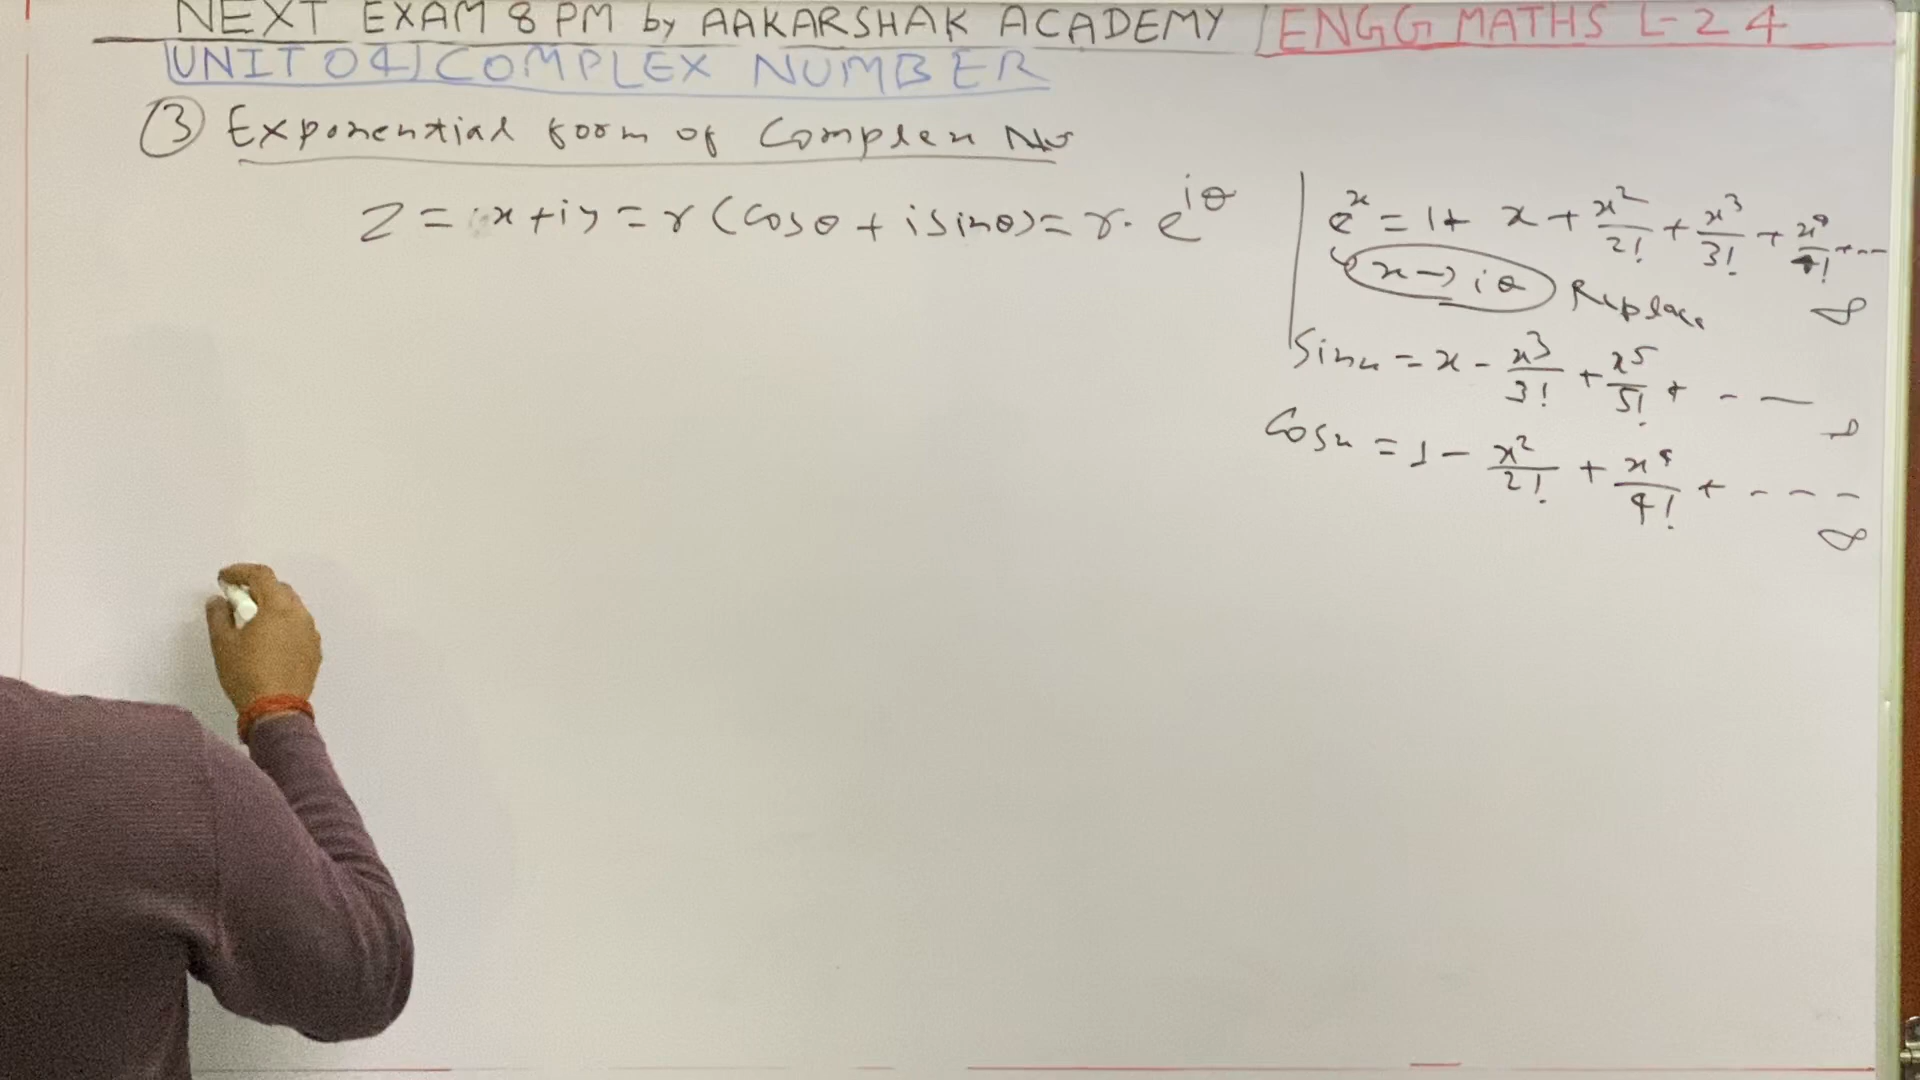 NEXT EXAM 8 PM by AAKARSHAK ACADEMY ENGG MATHS L-24
UNIT 04 COMPLEX NUMBER
③ Exponential form of Complex No
Z = x + iy = r (cosθ + i sinθ) = r. e^{iθ}
e^x = 1 + x + x²/2! + x³/3! + x⁴/4! + -- ∞
x → iθ Replace
Sinx = x - x³/3! + x⁵/5! + - — ∞
Cosx = 1 - x²/2! + x⁴/4! + - - - ∞